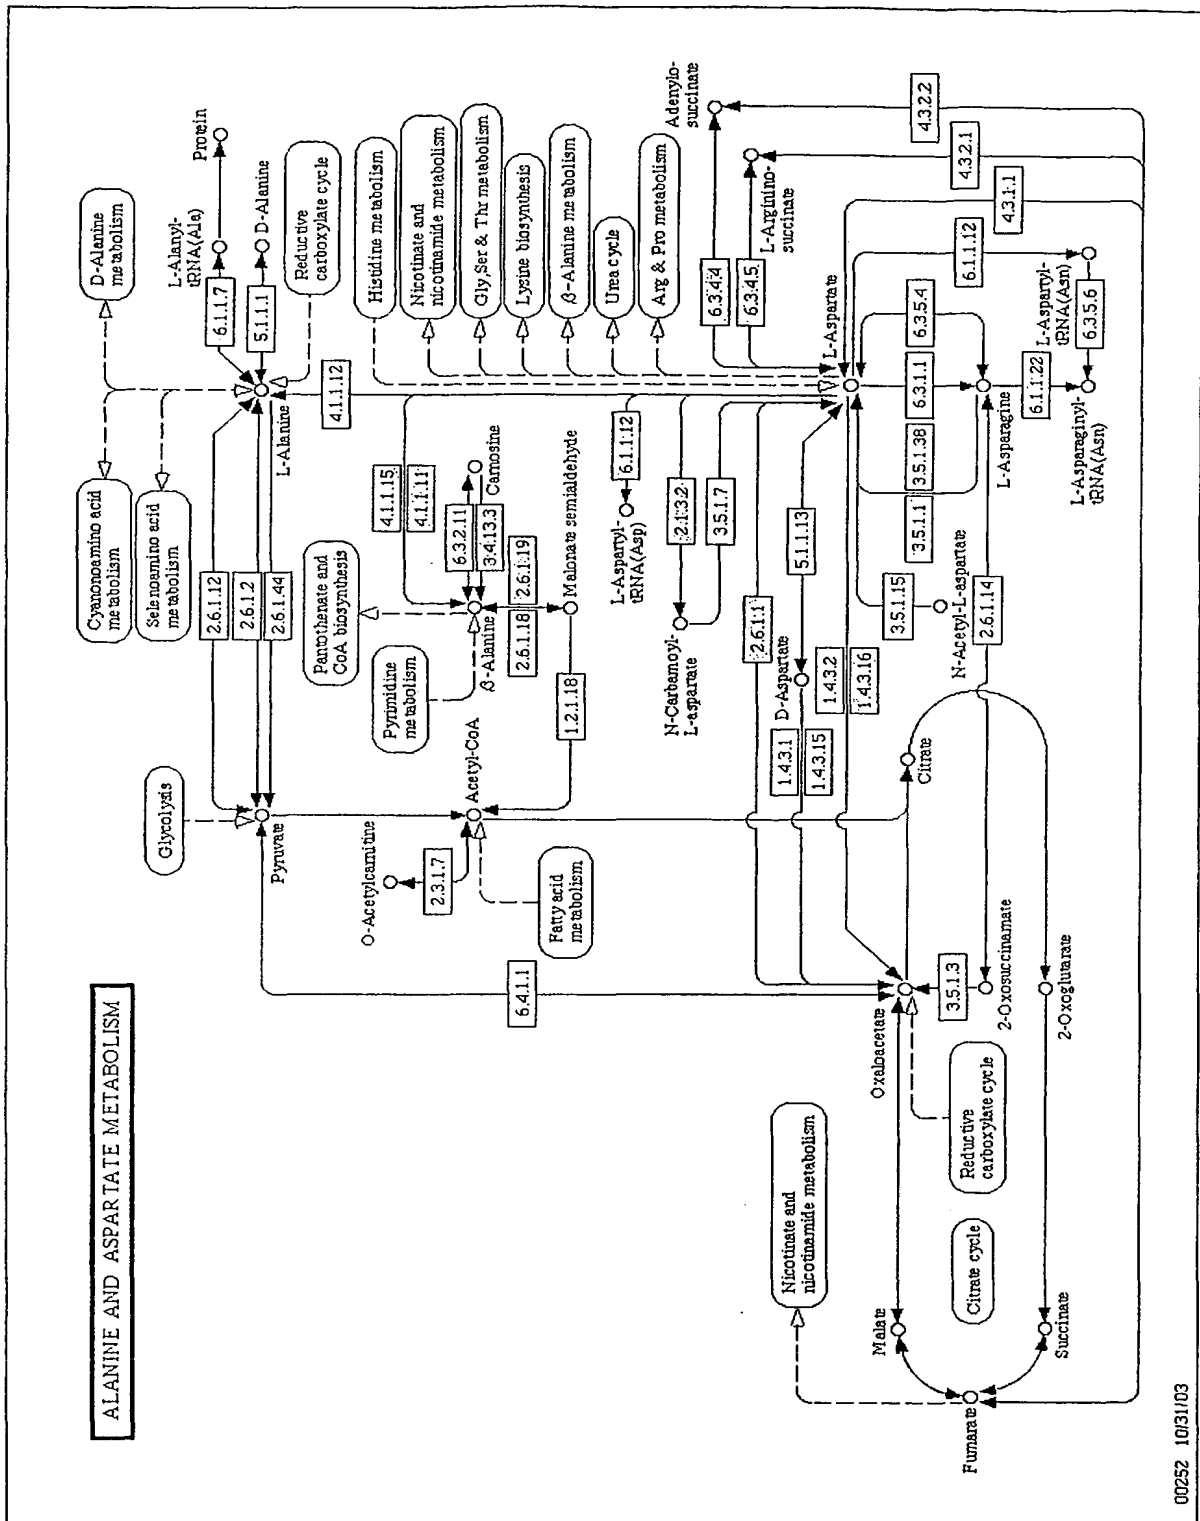 ALANINE AND ASPARTATE METABOLISM
D-Alanine
metabolism
Cyanonoamino acid
metabolism
Selenoamino acid
metabolism
Glycolysis
L-Alanyl-
tRNA(Ala)
Protein
6.1.1.7
5.1.1.1
D-Alanine
Reductive
carboxylate cycle
L-Alanine
2.6.1.12
2.6.1.2
2.6.1.44
Pyruvate
4.1.1.12
Pantothenate and
CoA biosynthesis
Pyrimidine
metabolism
4.1.1.15
4.1.1.11
6.3.2.11
3.4.13.3
Carnosine
β-Alanine
2.6.1.18
2.6.1.19
Malonate semialdehyde
1.2.1.18
Acetyl-CoA
O-Acetylcarnitine
2.3.1.7
Fatty acid
metabolism
6.4.1.1
Histidine metabolism
Nicotinate and
nicotinamide metabolism
Gly,Ser & Thr metabolism
Lysine biosynthesis
β-Alanine metabolism
Urea cycle
Arg & Pro metabolism
L-Aspartyl-
tRNA(Asp)
6.1.1.12
N-Carbamoyl-
L-aspartate
2.1.3.2
3.5.1.7
2.6.1.1
D-Aspartate
5.1.1.13
1.4.3.1
1.4.3.15
1.4.3.2
1.4.3.16
L-Aspartate
6.3.4.4
Adenylo-
succinate
6.3.4.5
L-Arginino-
succinate
4.3.2.2
4.3.2.1
4.3.1.1
6.1.1.12
6.3.5.4
6.3.1.1
3.5.1.38
3.5.1.1
L-Asparagine
L-Aspartyl-
tRNA(Asn)
6.3.5.6
6.1.1.22
L-Asparaginyl-
tRNA(Asn)
3.5.1.15
N-Acetyl-L-aspartate
2.6.1.14
Citrate
Oxaloacetate
3.5.1.3
2-Oxosuccinamate
2-Oxoglutarate
Reductive
carboxylate cycle
Citrate cycle
Nicotinate and
nicotinamide metabolism
Malate
Succinate
Fumarate
00252 10/31/03